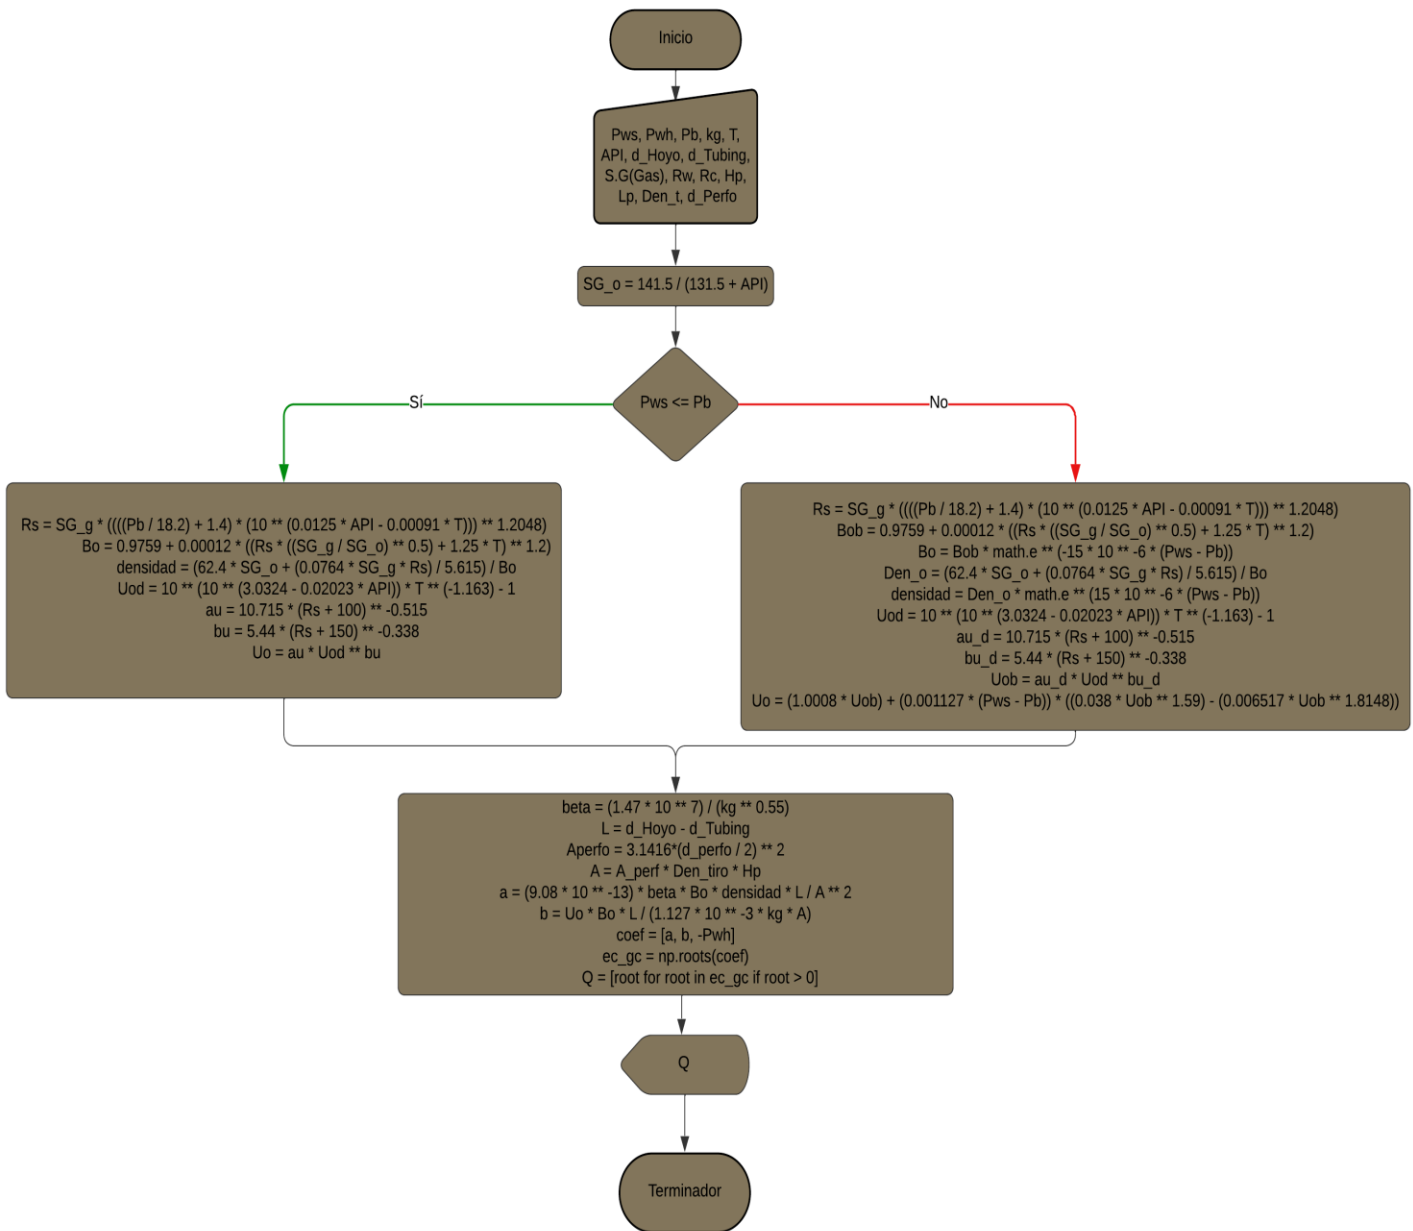 Inicio
Pws, Pwh, Pb, kg, T,
API, d_Hoyo, d_Tubing,
S.G(Gas), Rw, Rc, Hp,
Lp, Den_t, d_Perfo
SG_o = 141.5 / (131.5 + API)
Pws <= Pb
Sí
No
Rs = SG_g * ((((Pb / 18.2) + 1.4) * (10 ** (0.0125 * API - 0.00091 * T))) ** 1.2048)
Bo = 0.9759 + 0.00012 * ((Rs * ((SG_g / SG_o) ** 0.5) + 1.25 * T) ** 1.2)
densidad = (62.4 * SG_o + (0.0764 * SG_g * Rs) / 5.615) / Bo
Uod = 10 ** (10 ** (3.0324 - 0.02023 * API)) * T ** (-1.163) - 1
au = 10.715 * (Rs + 100) ** -0.515
bu = 5.44 * (Rs + 150) ** -0.338
Uo = au * Uod ** bu
Rs = SG_g * ((((Pb / 18.2) + 1.4) * (10 ** (0.0125 * API - 0.00091 * T))) ** 1.2048)
Bob = 0.9759 + 0.00012 * ((Rs * ((SG_g / SG_o) ** 0.5) + 1.25 * T) ** 1.2)
Bo = Bob * math.e ** (-15 * 10 ** -6 * (Pws - Pb))
Den_o = (62.4 * SG_o + (0.0764 * SG_g * Rs) / 5.615) / Bo
densidad = Den_o * math.e ** (15 * 10 ** -6 * (Pws - Pb))
Uod = 10 ** (10 ** (3.0324 - 0.02023 * API)) * T ** (-1.163) - 1
au_d = 10.715 * (Rs + 100) ** -0.515
bu_d = 5.44 * (Rs + 150) ** -0.338
Uob = au_d * Uod ** bu_d
Uo = (1.0008 * Uob) + (0.001127 * (Pws - Pb)) * ((0.038 * Uob ** 1.59) - (0.006517 * Uob ** 1.8148))
beta = (1.47 * 10 ** 7) / (kg ** 0.55)
L = d_Hoyo - d_Tubing
Aperfo = 3.1416*(d_perfo / 2) ** 2
A = A_perf * Den_tiro * Hp
a = (9.08 * 10 ** -13) * beta * Bo * densidad * L / A ** 2
b = Uo * Bo * L / (1.127 * 10 ** -3 * kg * A)
coef = [a, b, -Pwh]
ec_gc = np.roots(coef)
Q = [root for root in ec_gc if root > 0]
Q
Terminador